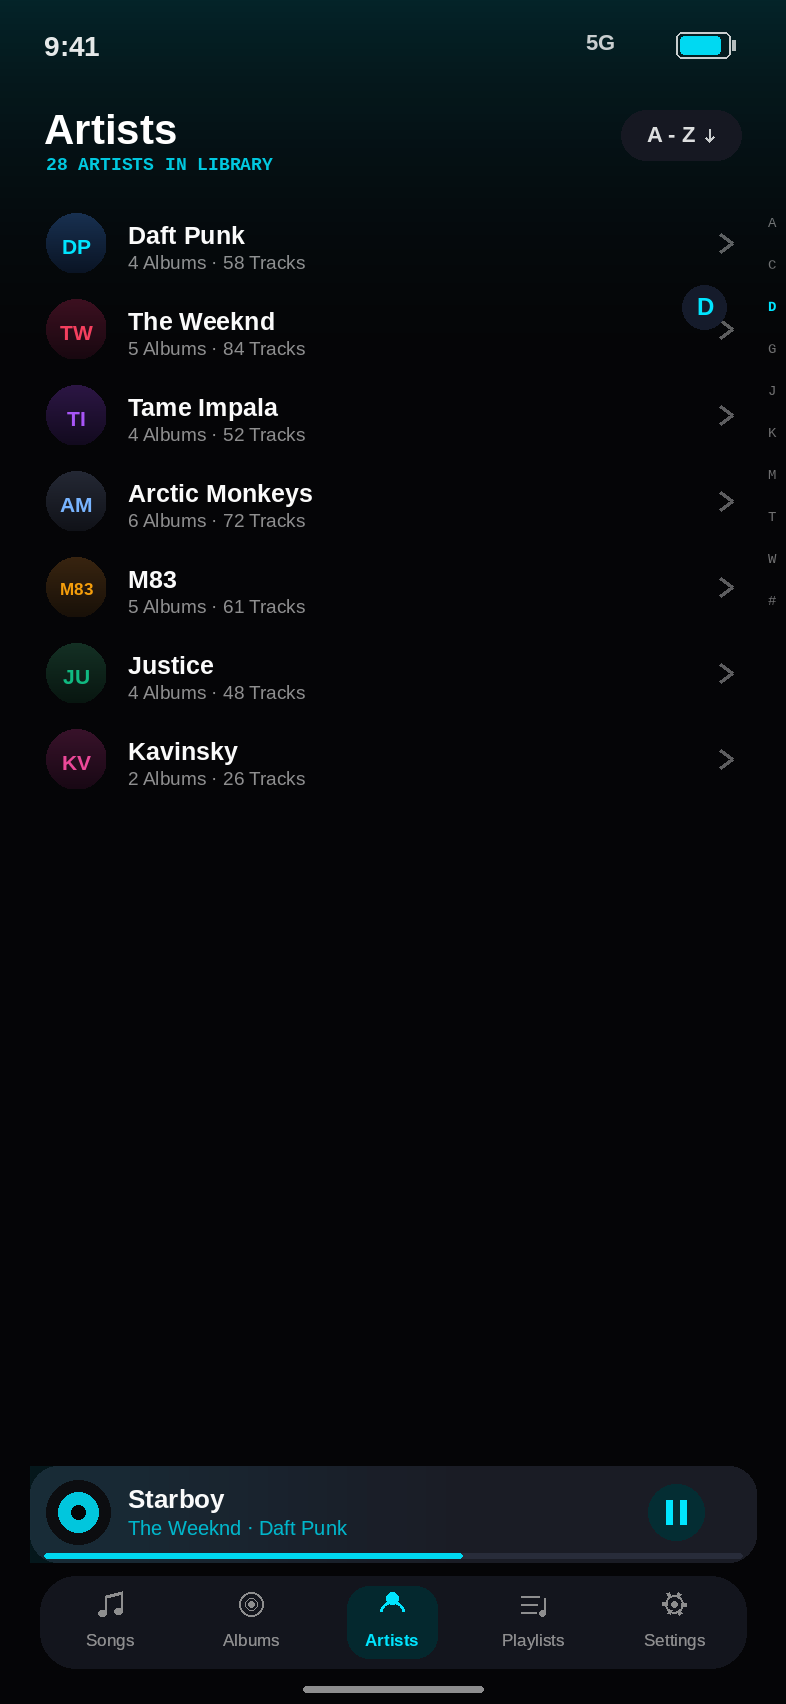 9:41
5G
Artists
A - Z ↓
28 ARTISTS IN LIBRARY
DP
Daft Punk
4 Albums · 58 Tracks
TW
The Weeknd
5 Albums · 84 Tracks
TI
Tame Impala
4 Albums · 52 Tracks
AM
Arctic Monkeys
6 Albums · 72 Tracks
M83
M83
5 Albums · 61 Tracks
JU
Justice
4 Albums · 48 Tracks
KV
Kavinsky
2 Albums · 26 Tracks
D
A
C
D
G
J
K
M
T
W
#
Starboy
The Weeknd · Daft Punk
Songs
Albums
Artists
Playlists
Settings